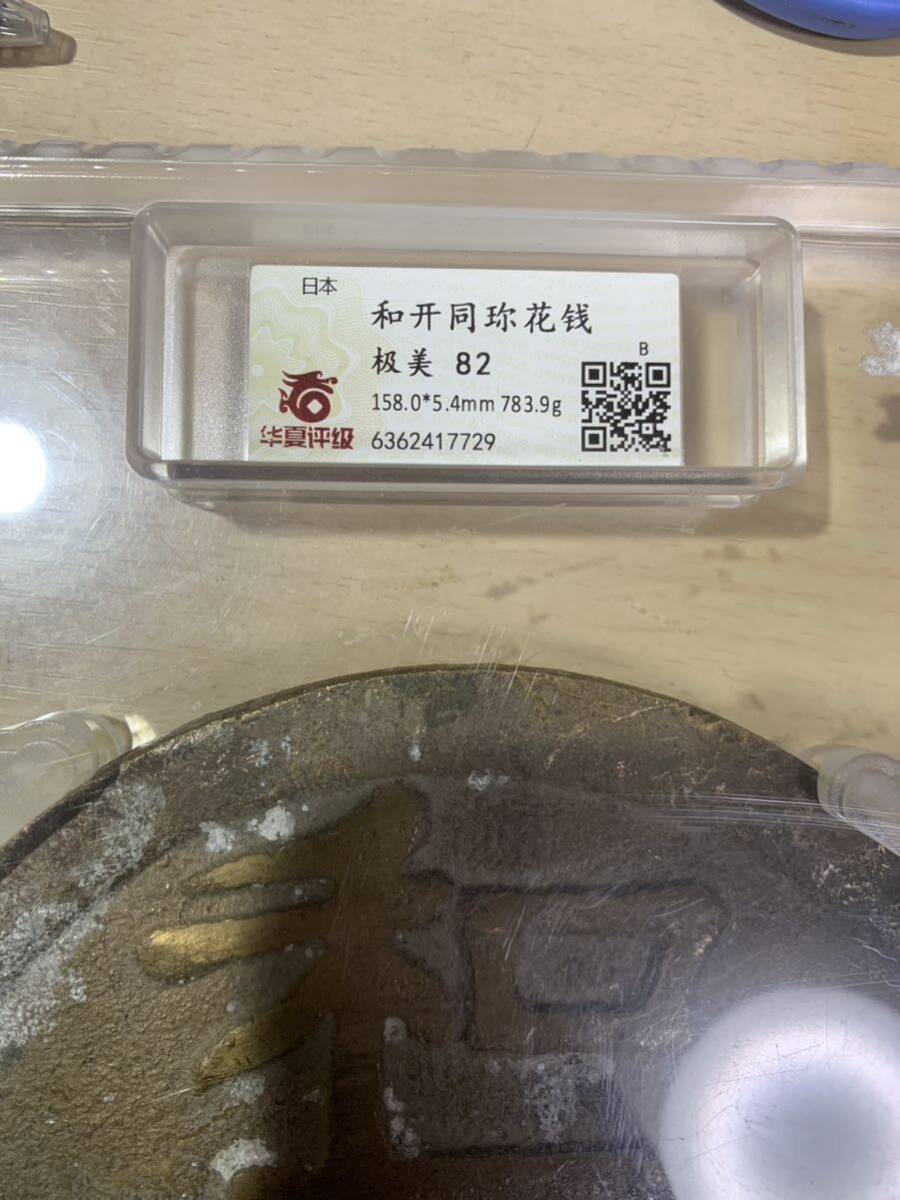 日本
和开同珎花钱
极美 82
B
158.0*5.4mm 783.9g
华夏评级
6362417729
和